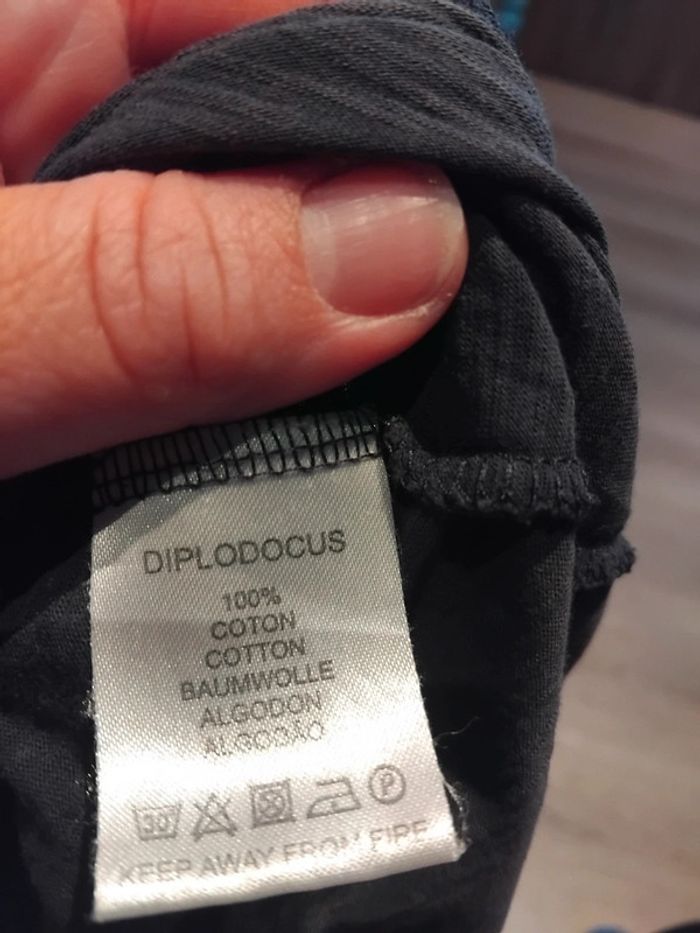 DIPLODOCUS
100%
COTON
COTTON
BAUMWOLLE
ALGODON
ALGODÃO
30°
P
KEEP AWAY FROM FIRE